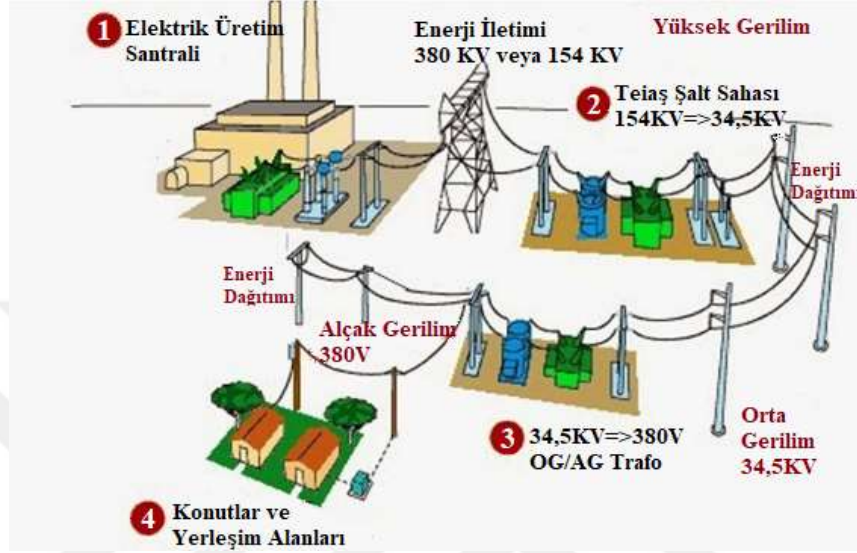 1 Elektrik Üretim
Santrali
Enerji İletimi
380 KV veya 154 KV
Yüksek Gerilim
2 Teiaş Şalt Sahası
154KV=>34,5KV
Enerji
Dağıtımı
Enerji
Dağıtımı
Alçak Gerilim
380V
3 34,5KV=>380V
OG/AG Trafo
Orta
Gerilim
34,5KV
4 Konutlar ve
Yerleşim Alanları